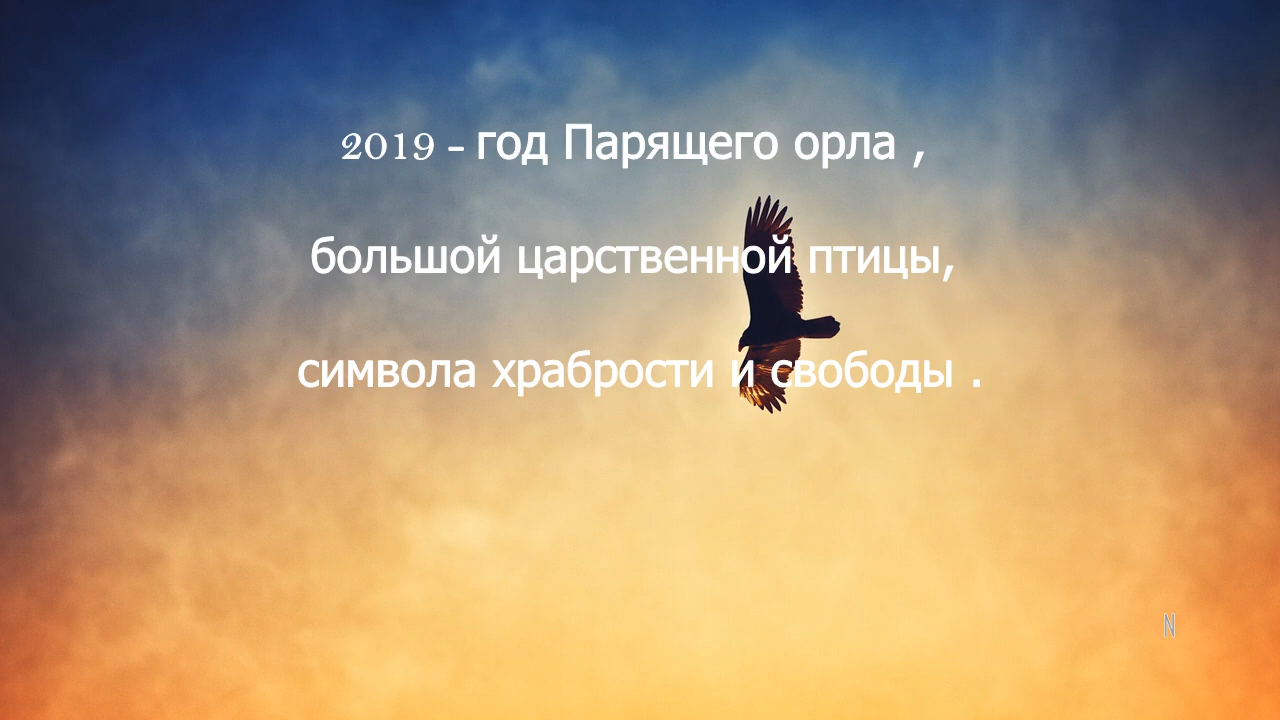 2019 - год Парящего орла ,
большой царственной птицы,
символа храбрости и свободы .
N